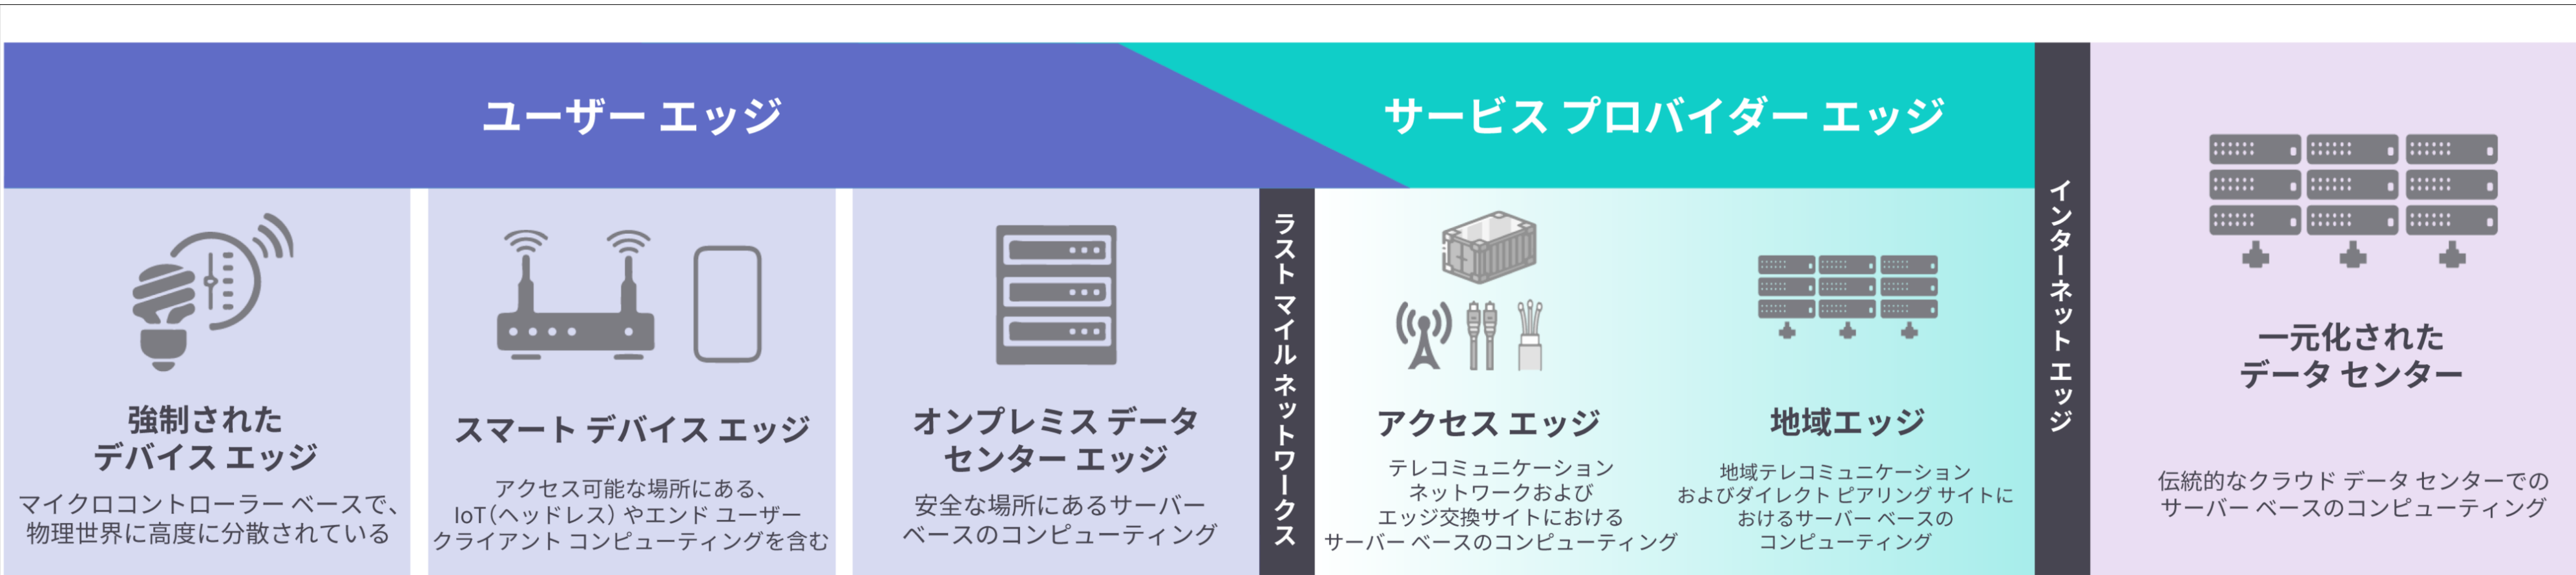 ユーザー エッジ
サービス プロバイダー エッジ
強制された
デバイス エッジ
マイクロコントローラー ベースで、
物理世界に高度に分散されている
スマート デバイス エッジ
アクセス可能な場所にある、
IoT(ヘッドレス) やエンド ユーザー
クライアント コンピューティングを含む
オンプレミス データ
センター エッジ
安全な場所にあるサーバー
ベースのコンピューティング
ラスト マイル ネットワークス
アクセス エッジ
テレコミュニケーション
ネットワークおよび
エッジ交換サイトにおける
サーバー ベースのコンピューティング
地域エッジ
地域テレコミュニケーション
およびダイレクト ピアリング サイトに
おけるサーバー ベースの
コンピューティング
インターネット エッジ
一元化された
データ センター
伝統的なクラウド データ センターでの
サーバー ベースのコンピューティング